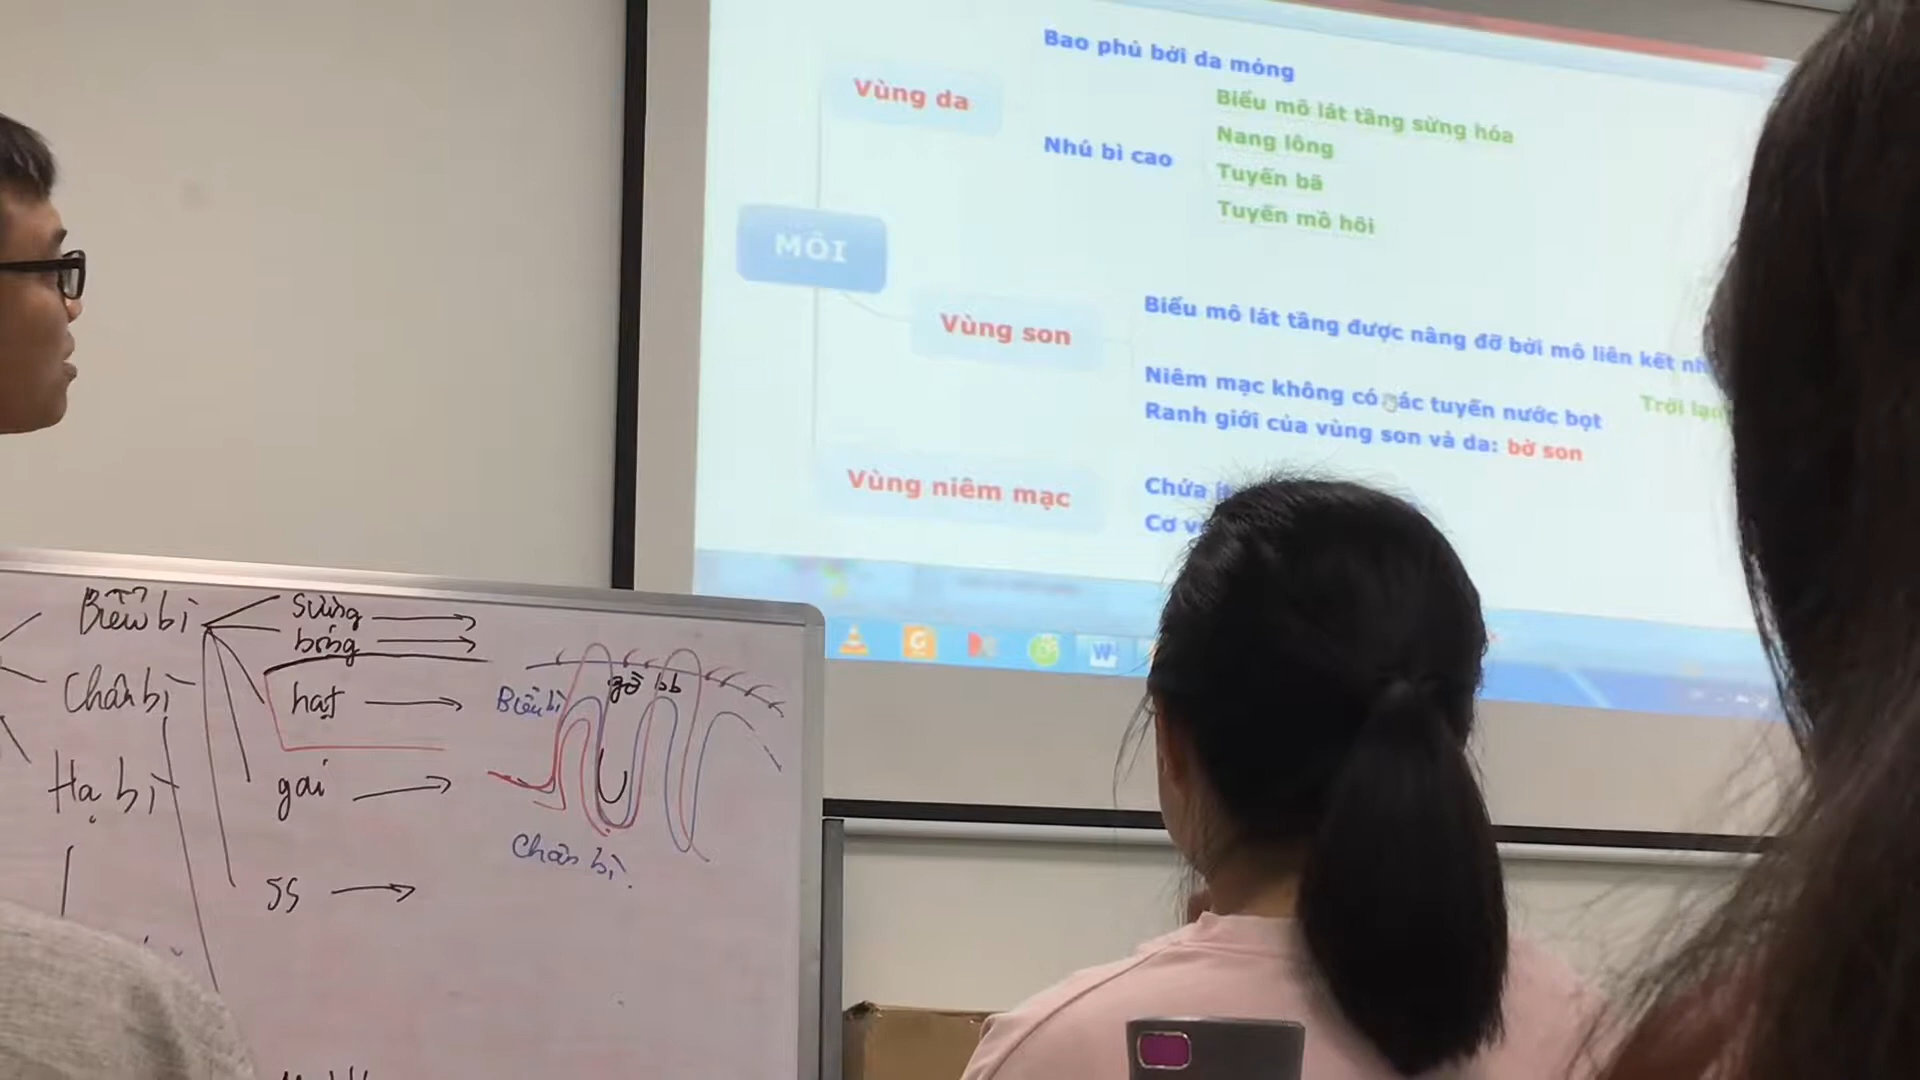 Bao phủ bởi da mỏng
Vùng da
Biểu mô lát tầng sừng hóa
Nang lông
Nhú bì cao
Tuyến bã
Tuyến mồ hôi
MÔI
Vùng son
Biểu mô lát tầng được nâng đỡ bởi mô liên kết
Niêm mạc không có các tuyến nước bọt
Trời lạnh
Ranh giới của vùng son và da: bờ son
Vùng niêm mạc
Chứa ít
Cơ
Biểu bì
sừng
bóng
Chân bì
hạt
Biểu bì
gờ bb
Hạ bì
gai
Chân bì.
SS